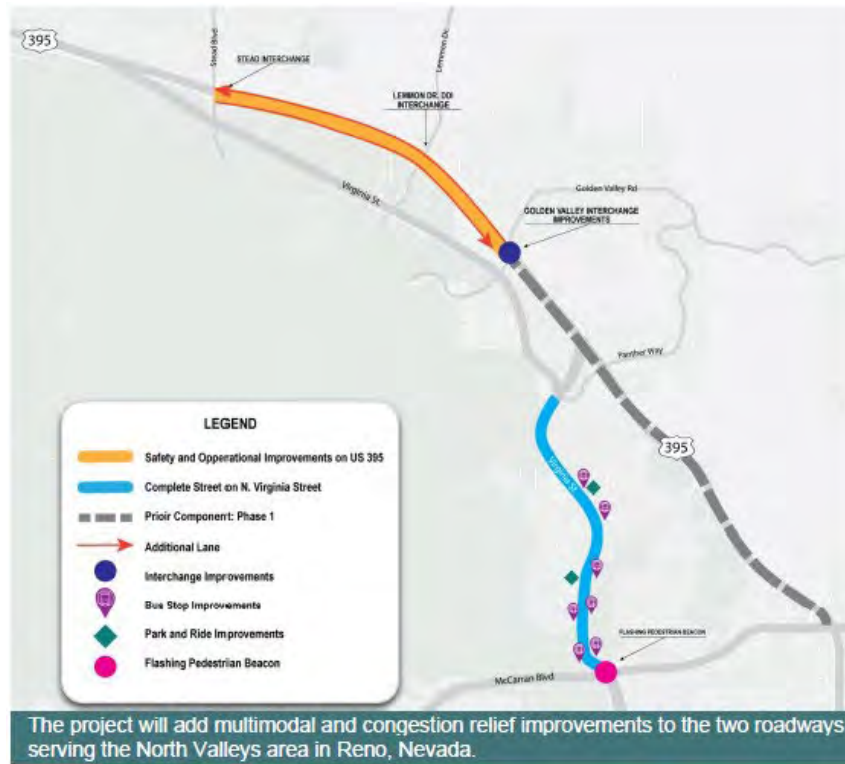 395
Stead Blvd
STEAD INTERCHANGE
Lemmon Dr.
LEMMON DR. DDI
INTERCHANGE
Virginia St.
Golden Valley Rd
GOLDEN VALLEY INTERCHANGE
IMPROVEMENTS
Panther Way
395
Virginia St
FLASHING PEDESTRIAN BEACON
McCarran Blvd
LEGEND
Safety and Opperational Improvements on US 395
Complete Street on N. Virginia Street
Prioir Component: Phase 1
Additional Lane
Interchange Improvements
Bus Stop Improvements
Park and Ride Improvements
Flashing Pedestrian Beacon
The project will add multimodal and congestion relief improvements to the two roadways
serving the North Valleys area in Reno, Nevada.